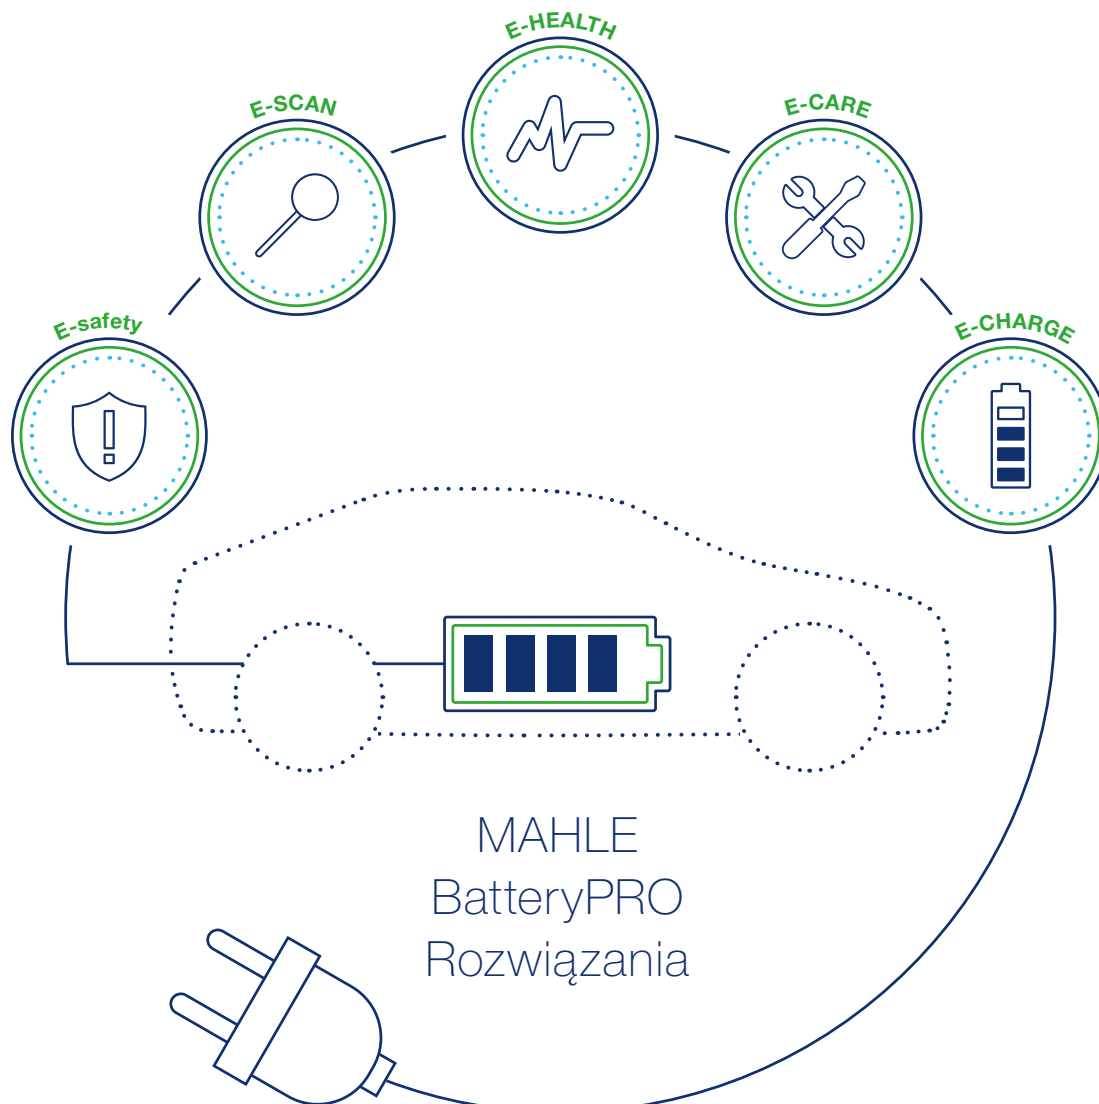 E-HEALTH
E-SCAN
E-CARE
E-safety
E-CHARGE
MAHLE
BatteryPRO
Rozwiązania